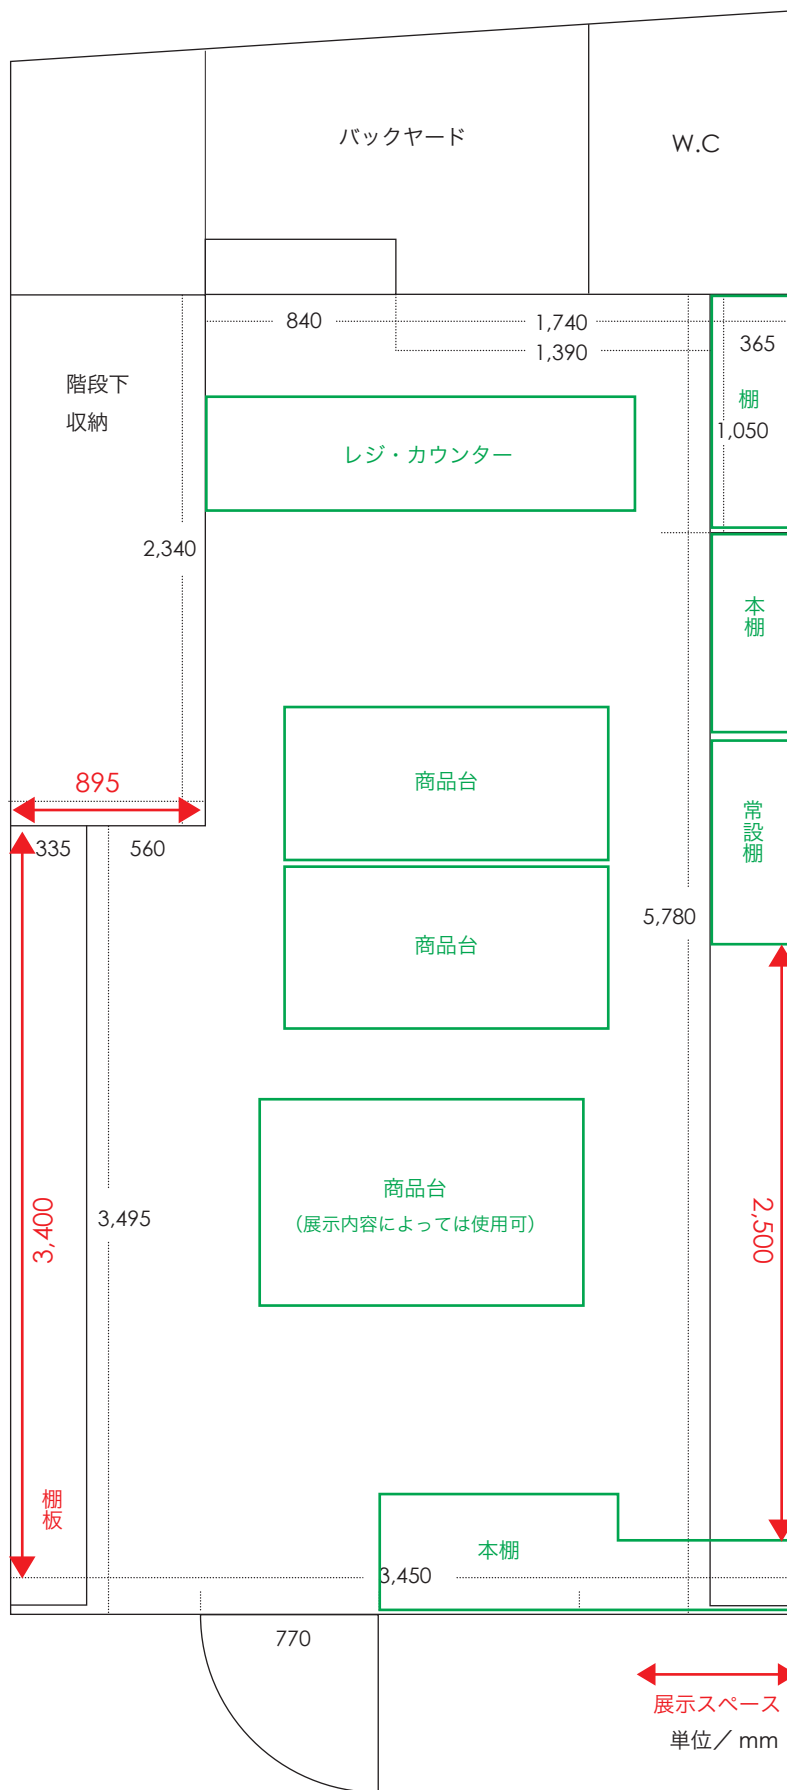 バックヤード
W.C
840
1,740
1,390
365
階段下
収納
棚
1,050
レジ・カウンター
2,340
本棚
895
商品台
常設棚
335
560
5,780
商品台
商品台
(展示内容によっては使用可)
3,400
3,495
2,500
棚板
本棚
3,450
770
展示スペース
単位／mm